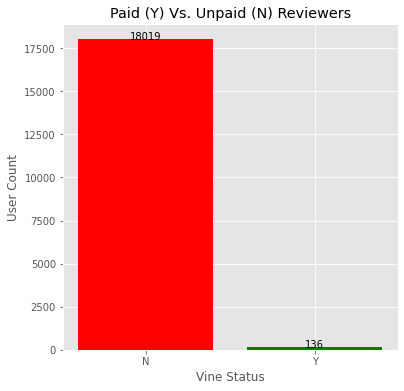 Paid (Y) Vs. Unpaid (N) Reviewers
17500
15000
12500
10000
7500
5000
2500
0
User Count
18019
136
N
Y
Vine Status